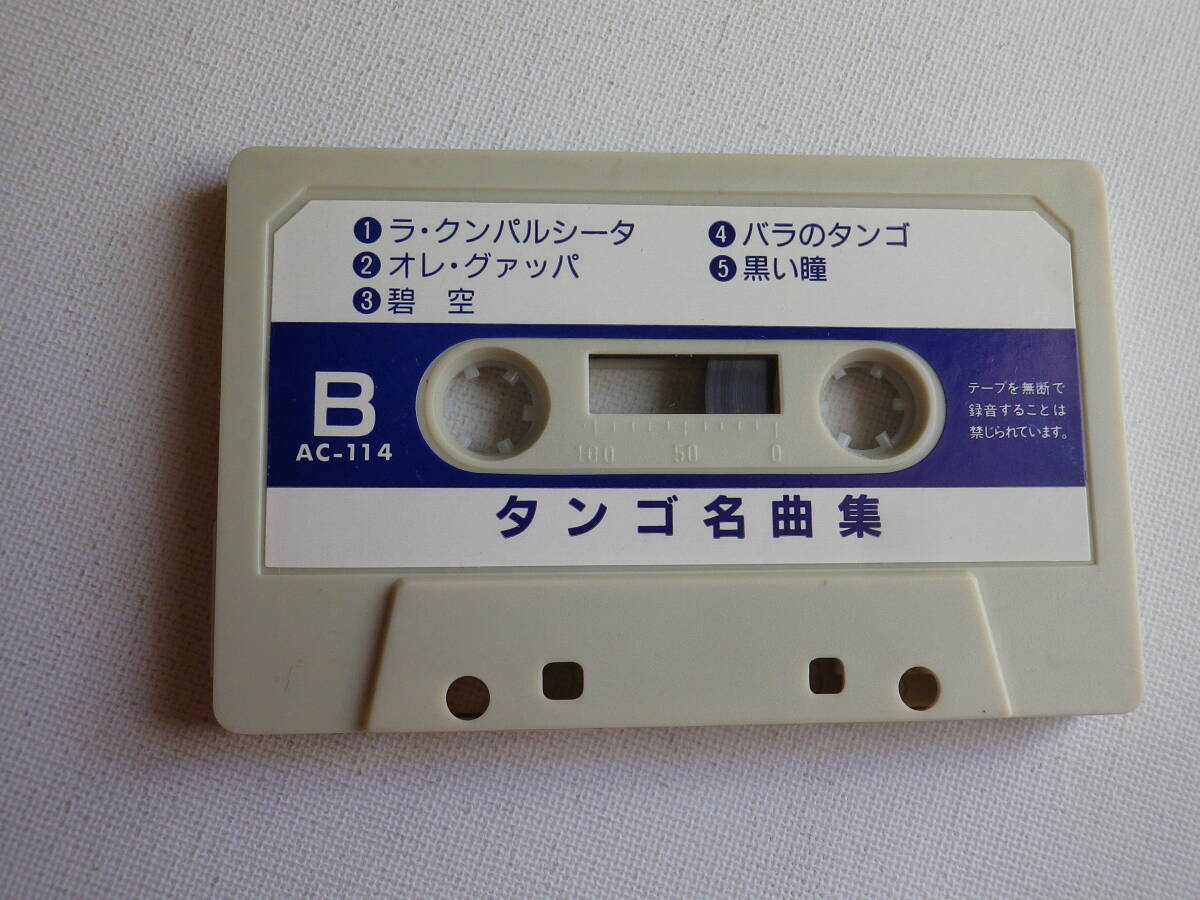 ❶ラ・クンパルシータ
❷オレ・グァッパ
❸碧 空
❹バラのタンゴ
❺黒い瞳
B
AC-114
100 50 0
テープを無断で
録音することは
禁じられています。
タンゴ名曲集